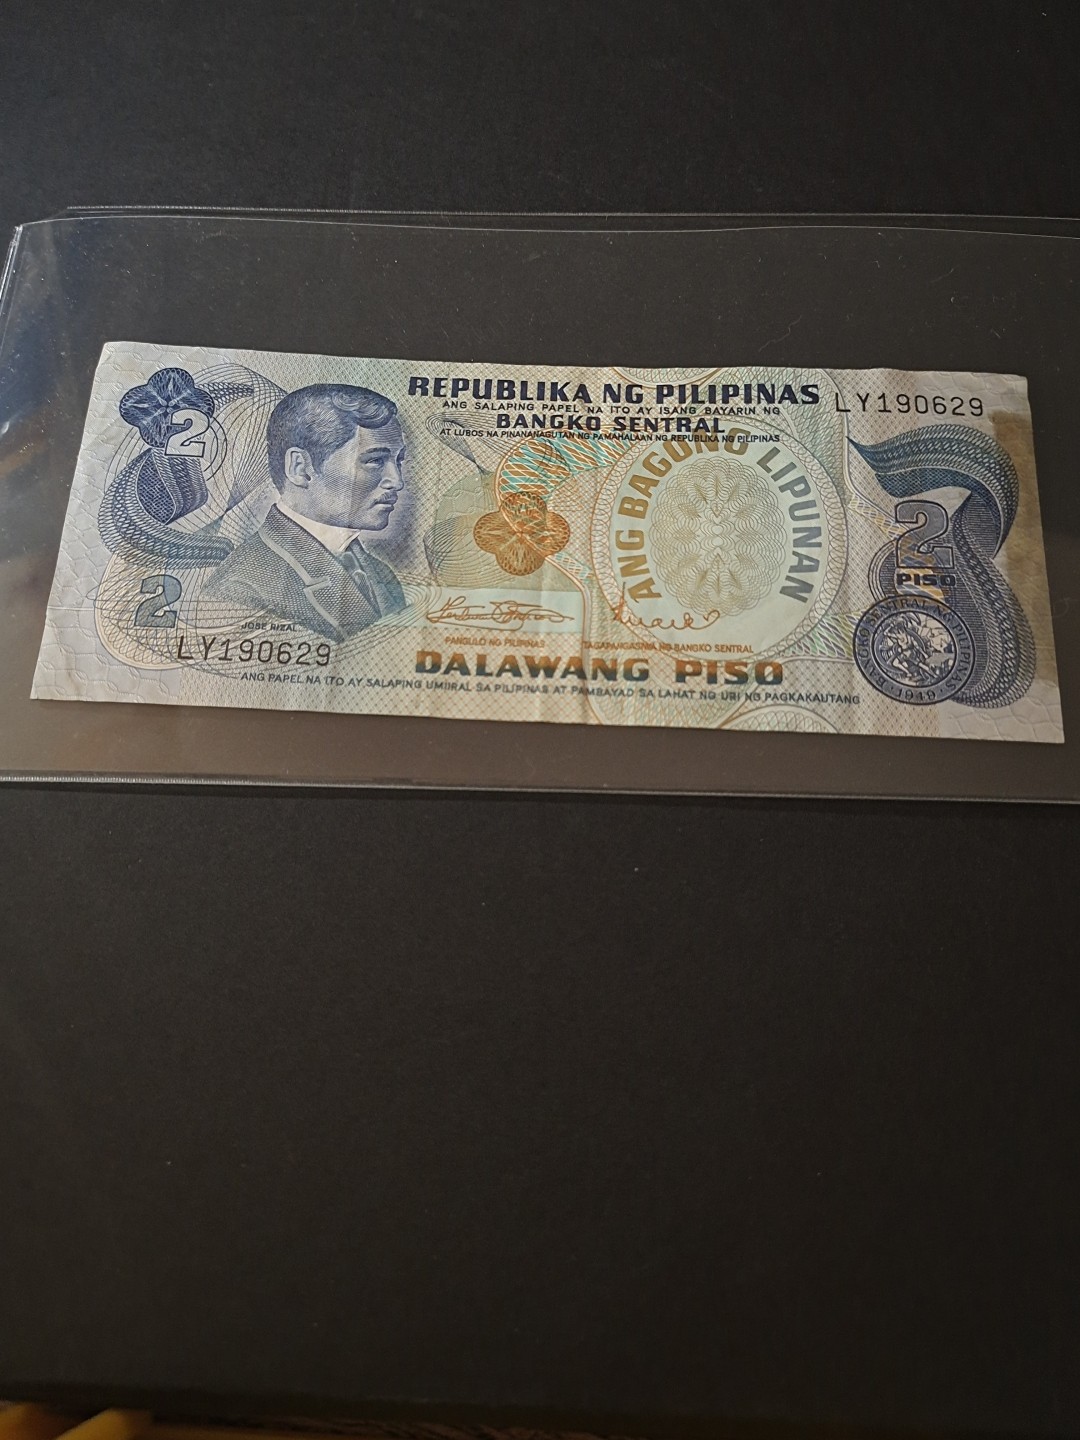 REPUBLIKA NG PILIPINAS
ANG SALAPING PAPEL NA ITO AY ISANG BAYARIN NG
BANGKO SENTRAL
AT LUBOS NA PINANANAGUTAN NG PAMAHALAAN NG REPUBLIKA NG PILIPINAS
LY190629
2
ANG BAGONG LIPUNAN
2
PISO
2
JOSE RIZAL
LY190629
PANGULO NG PILIPINAS
TAGAPANGASIWA NG BANGKO SENTRAL
DALAWANG PISO
ANG PAPEL NA ITO AY SALAPING UMIIRAL SA PILIPINAS AT PAMBAYAD SA LAHAT NG URI NG PAGKAKAUTANG
BANGKO SENTRAL NG PILIPINAS
· 1949 ·